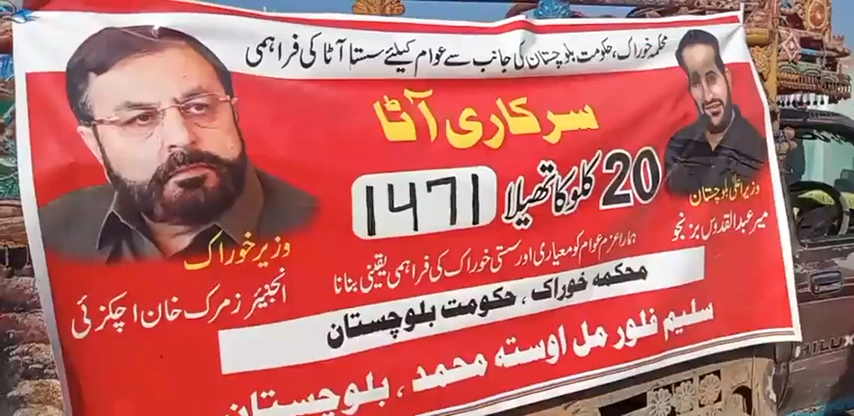 محکمہ خوراک، حکومت بلوچستان کی جانب سے عوام کیلئے سستا آٹا کی فراہمی
سرکاری آٹا
20 کلو کا تھیلا 1471
وزیر اعلیٰ بلوچستان
میر عبدالقدوس بزنجو
وزیر خوراک
انجینئر زمرک خان اچکزئی
ہمارا عزم عوام کو معیاری اور سستی خوراک کی فراہمی یقینی بنانا
محکمہ خوراک ، حکومت بلوچستان
سلیم فلور مل اوستہ محمد ، بلوچستان
HILUX